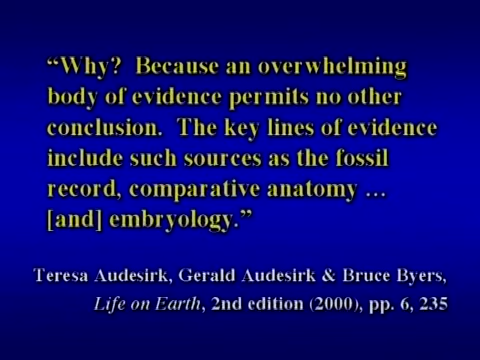 “Why?  Because an overwhelming
body of evidence permits no other
conclusion.  The key lines of evidence
include such sources as the fossil
record, comparative anatomy …
[and] embryology.”
Teresa Audesirk, Gerald Audesirk & Bruce Byers,
Life on Earth, 2nd edition (2000), pp. 6, 235